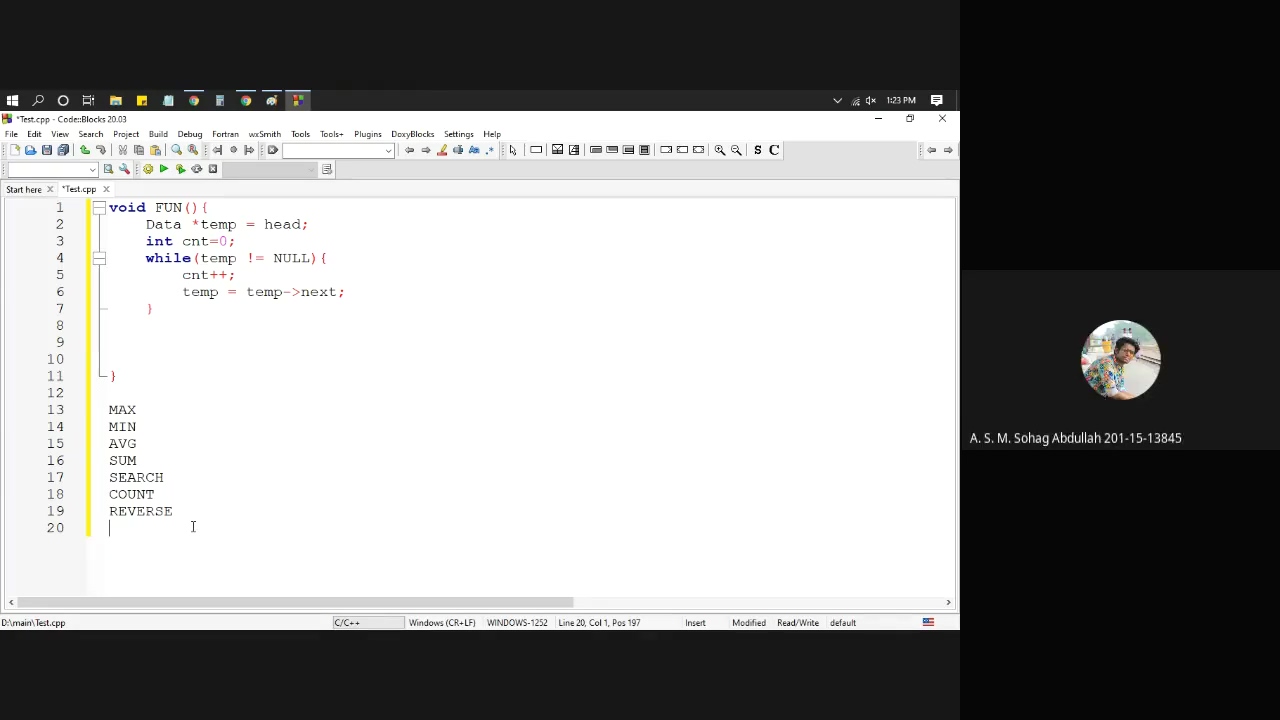 1:23 PM
*Test.cpp - Code::Blocks 20.03
File Edit View Search Project Build Debug Fortran wxSmith Tools Tools+ Plugins DoxyBlocks Settings Help
S C
Start here *Test.cpp
1 void FUN(){
2 Data *temp = head;
3 int cnt=0;
4 while(temp != NULL){
5 cnt++;
6 temp = temp->next;
7 }
8
9
10
11 }
12
13 MAX
14 MIN
15 AVG
16 SUM
17 SEARCH
18 COUNT
19 REVERSE
20
A. S. M. Sohag Abdullah 201-15-13845
D:\main\Test.cpp C/C++ Windows (CR+LF) WINDOWS-1252 Line 20, Col 1, Pos 197 Insert Modified Read/Write default